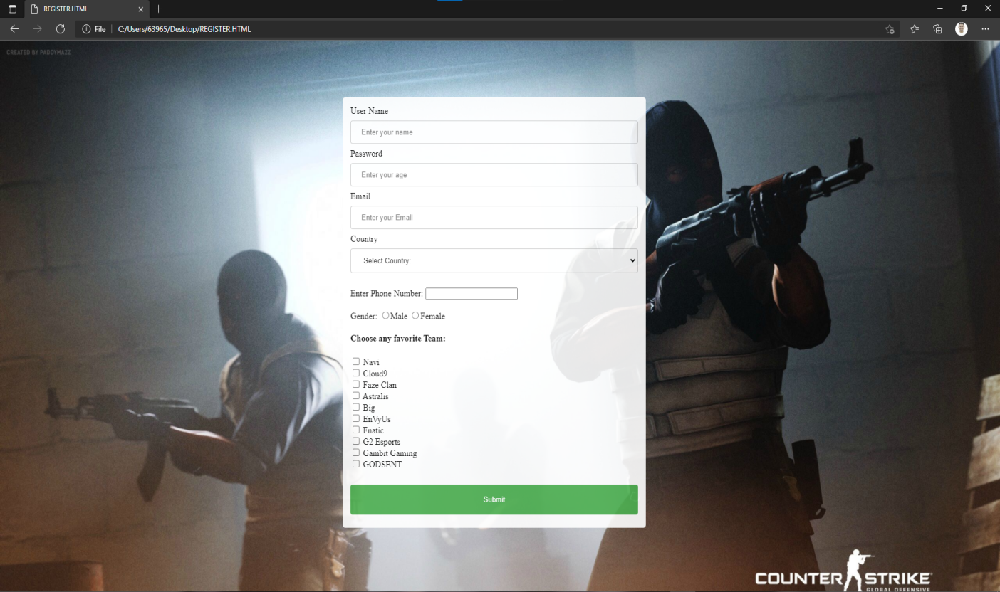 REGISTER.HTML
File
C:/Users/63965/Desktop/REGISTER.HTML
CREATED BY PADDYMAZZ
User Name
Enter your name
Password
Enter your age
Email
Enter your Email
Country
Select Country:
Enter Phone Number:
Gender: Male Female
Choose any favorite Team:
Navi
Cloud9
Faze Clan
Astralis
Big
EnVyUs
Fnatic
G2 Esports
Gambit Gaming
GODSENT
Submit
COUNTER STRIKE
GLOBAL OFFENSIVE